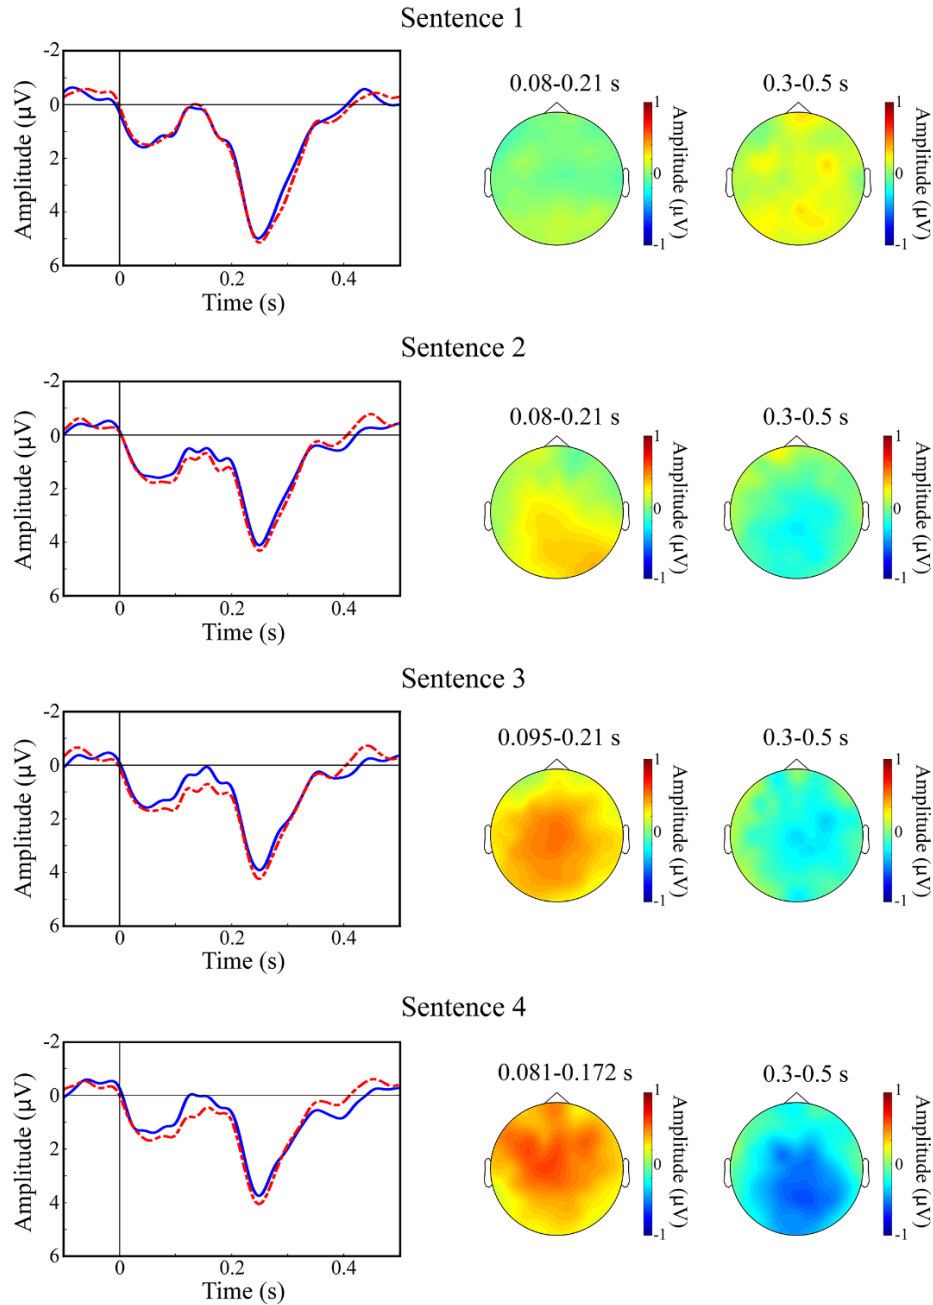 Sentence 1
-2
0
2
4
6
Amplitude (µV)
0
0.2
0.4
Time (s)
0.08-0.21 s
1
0
-1
Amplitude (µV)
0.3-0.5 s
1
0
-1
Amplitude (µV)
Sentence 2
-2
0
2
4
6
Amplitude (µV)
0
0.2
0.4
Time (s)
0.08-0.21 s
1
0
-1
Amplitude (µV)
0.3-0.5 s
1
0
-1
Amplitude (µV)
Sentence 3
-2
0
2
4
6
Amplitude (µV)
0
0.2
0.4
Time (s)
0.095-0.21 s
1
0
-1
Amplitude (µV)
0.3-0.5 s
1
0
-1
Amplitude (µV)
Sentence 4
-2
0
2
4
6
Amplitude (µV)
0
0.2
0.4
Time (s)
0.081-0.172 s
1
0
-1
Amplitude (µV)
0.3-0.5 s
1
0
-1
Amplitude (µV)